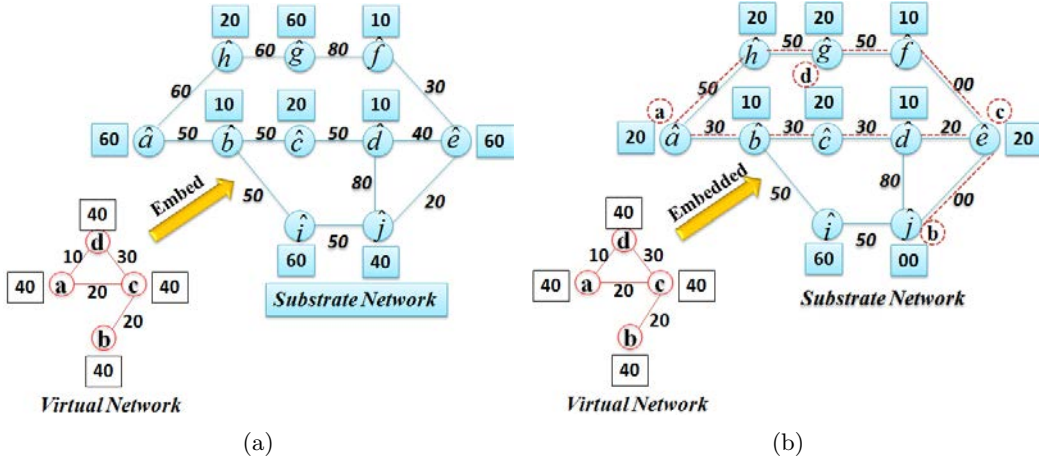 20 60 10
ĥ 60 ĝ 80 f̂
60 30
10 20 10
60 â 50 b̂ 50 ĉ 50 d̂ 40 ê 60
Embed
50 80 20
î 50 ĵ
60 40
40
d
10 30
40 a 20 c 40
20
b
40
Substrate Network
Virtual Network
(a)
20 20 10
ĥ 50 ĝ 50 f̂
d
50 00
a 10 20 10 c
20 â 30 b̂ 30 ĉ 30 d̂ 20 ê 20
Embedded
50 80 00
î 50 ĵ b
60 00
40
d
10 30
40 a 20 c 40
20
b
40
Substrate Network
Virtual Network
(b)